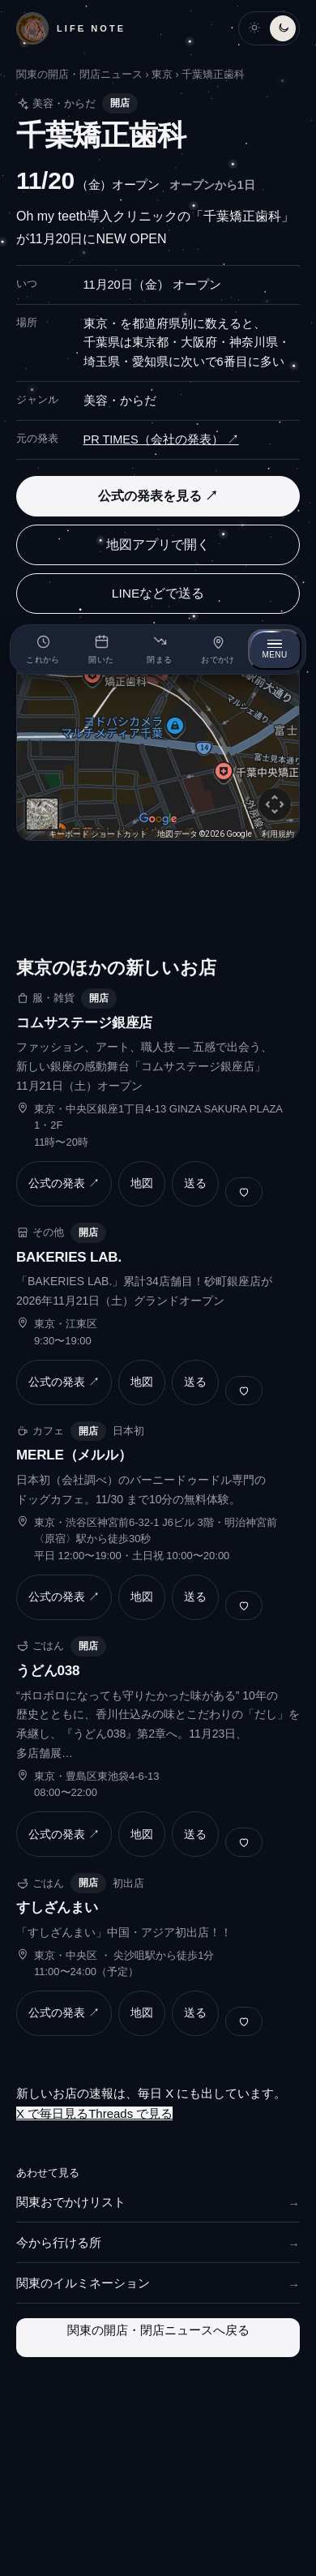 LIFE NOTE
関東の開店・閉店ニュース › 東京 › 千葉矯正歯科
美容・からだ 開店
千葉矯正歯科
11/20（金）オープン オープンから1日
Oh my teeth導入クリニックの「千葉矯正歯科」
が11月20日にNEW OPEN
いつ 11月20日（金） オープン
場所 東京・を都道府県別に数えると、
千葉県は東京都・大阪府・神奈川県・
埼玉県・愛知県に次いで6番目に多い
ジャンル 美容・からだ
元の発表 PR TIMES（会社の発表） ↗
公式の発表を見る ↗
地図アプリで開く
LINEなどで送る
これから 開いた 閉まる おでかけ MENU
矯正歯科
駅前大通り
マルシェ通り
ヨドバシカメラ
マルチメディア千葉
富士
14
富士見本通り
千葉中央矯正
外房線
Google
キーボード ショートカット 地図データ ©2026 Google 利用規約
東京のほかの新しいお店
服・雑貨 開店
コムサステージ銀座店
ファッション、アート、職人技 — 五感で出会う、
新しい銀座の感動舞台「コムサステージ銀座店」
11月21日（土）オープン
東京・中央区銀座1丁目4-13 GINZA SAKURA PLAZA
1・2F
11時〜20時
公式の発表 ↗ 地図 送る
その他 開店
BAKERIES LAB.
「BAKERIES LAB.」累計34店舗目！砂町銀座店が
2026年11月21日（土）グランドオープン
東京・江東区
9:30〜19:00
公式の発表 ↗ 地図 送る
カフェ 開店 日本初
MERLE（メルル）
日本初（会社調べ）のバーニードゥードル専門の
ドッグカフェ。11/30 まで10分の無料体験。
東京・渋谷区神宮前6-32-1 J6ビル 3階・明治神宮前
〈原宿〉駅から徒歩30秒
平日 12:00〜19:00・土日祝 10:00〜20:00
公式の発表 ↗ 地図 送る
ごはん 開店
うどん038
“ボロボロになっても守りたかった味がある” 10年の
歴史とともに、香川仕込みの味とこだわりの「だし」を
承継し、『うどん038』第2章へ。11月23日、
多店舗展…
東京・豊島区東池袋4-6-13
08:00〜22:00
公式の発表 ↗ 地図 送る
ごはん 開店 初出店
すしざんまい
「すしざんまい」中国・アジア初出店！！
東京・中央区 ・ 尖沙咀駅から徒歩1分
11:00〜24:00（予定）
公式の発表 ↗ 地図 送る
新しいお店の速報は、毎日 X にも出しています。
X で毎日見るThreads で見る
あわせて見る
関東おでかけリスト →
今から行ける所 →
関東のイルミネーション →
関東の開店・閉店ニュースへ戻る